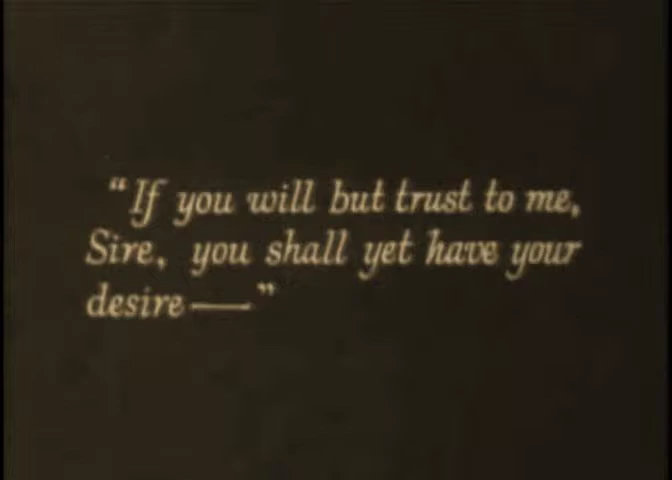 “If you will but trust to me,
Sire, you shall yet have your
desire——”